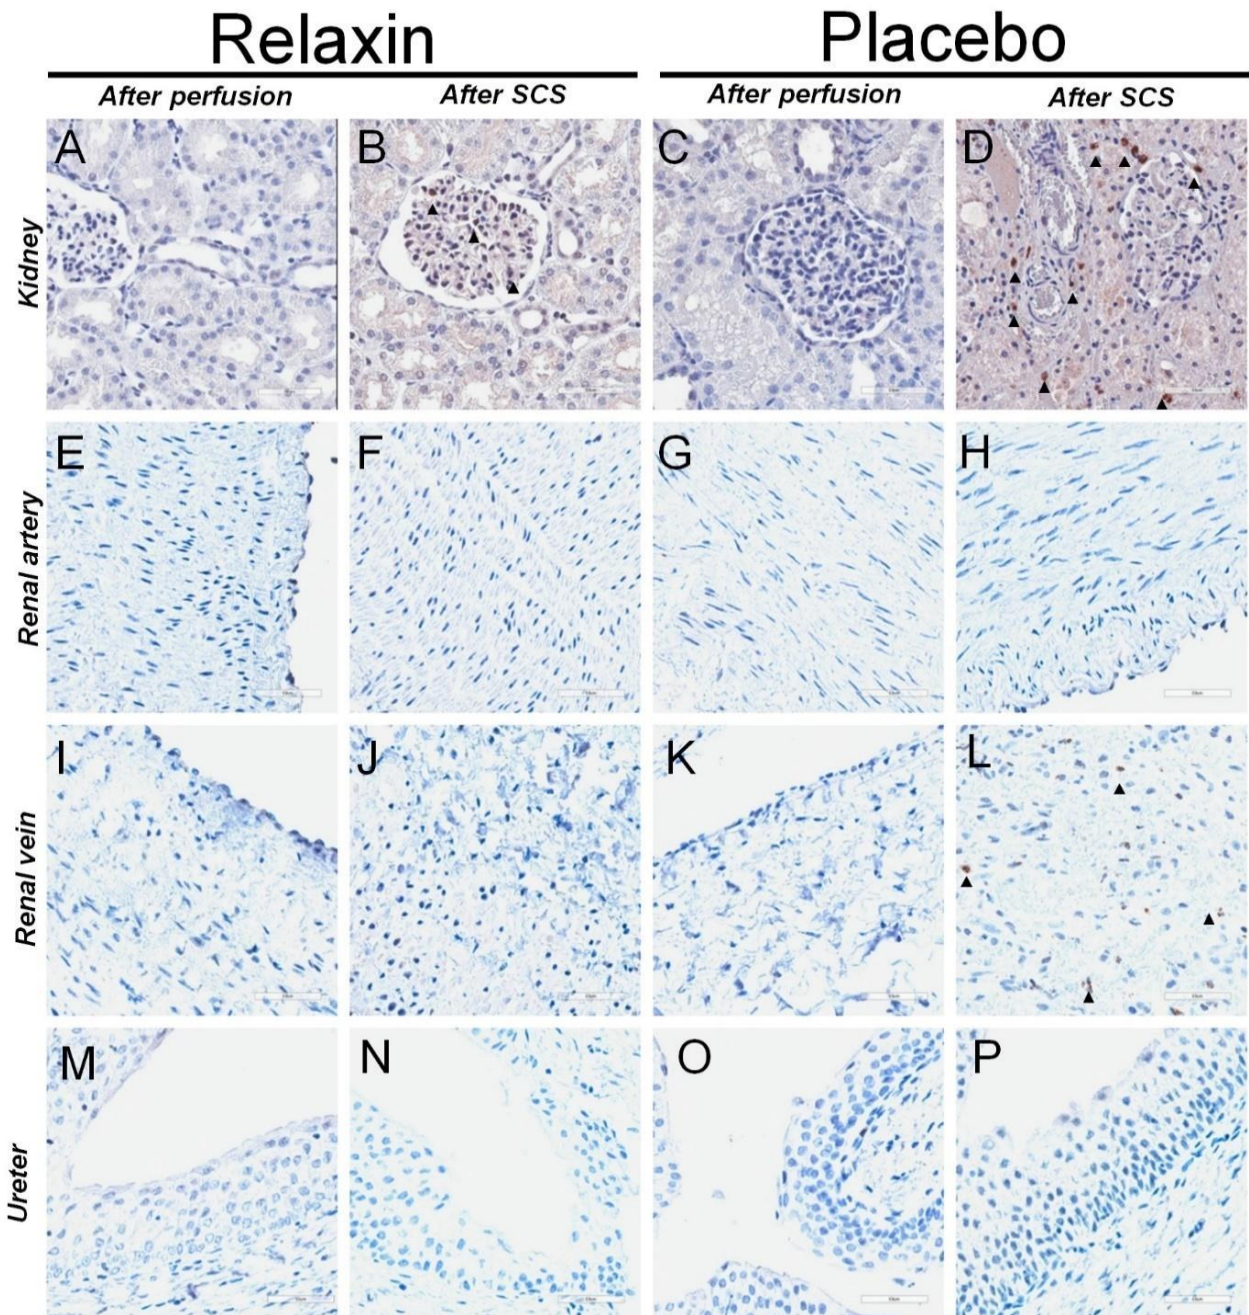 Relaxin Placebo
After perfusion After SCS After perfusion After SCS
Kidney
A B C D
Renal artery
E F G H
Renal vein
I J K L
Ureter
M N O P